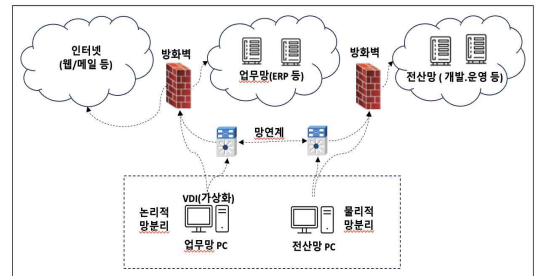 인터넷
(웹/메일 등)
방화벽
업무망(ERP 등)
방화벽
전산망 ( 개발.운영 등)
망연계
논리적
망분리
VDI(가상화)
업무망 PC
전산망 PC
물리적
망분리